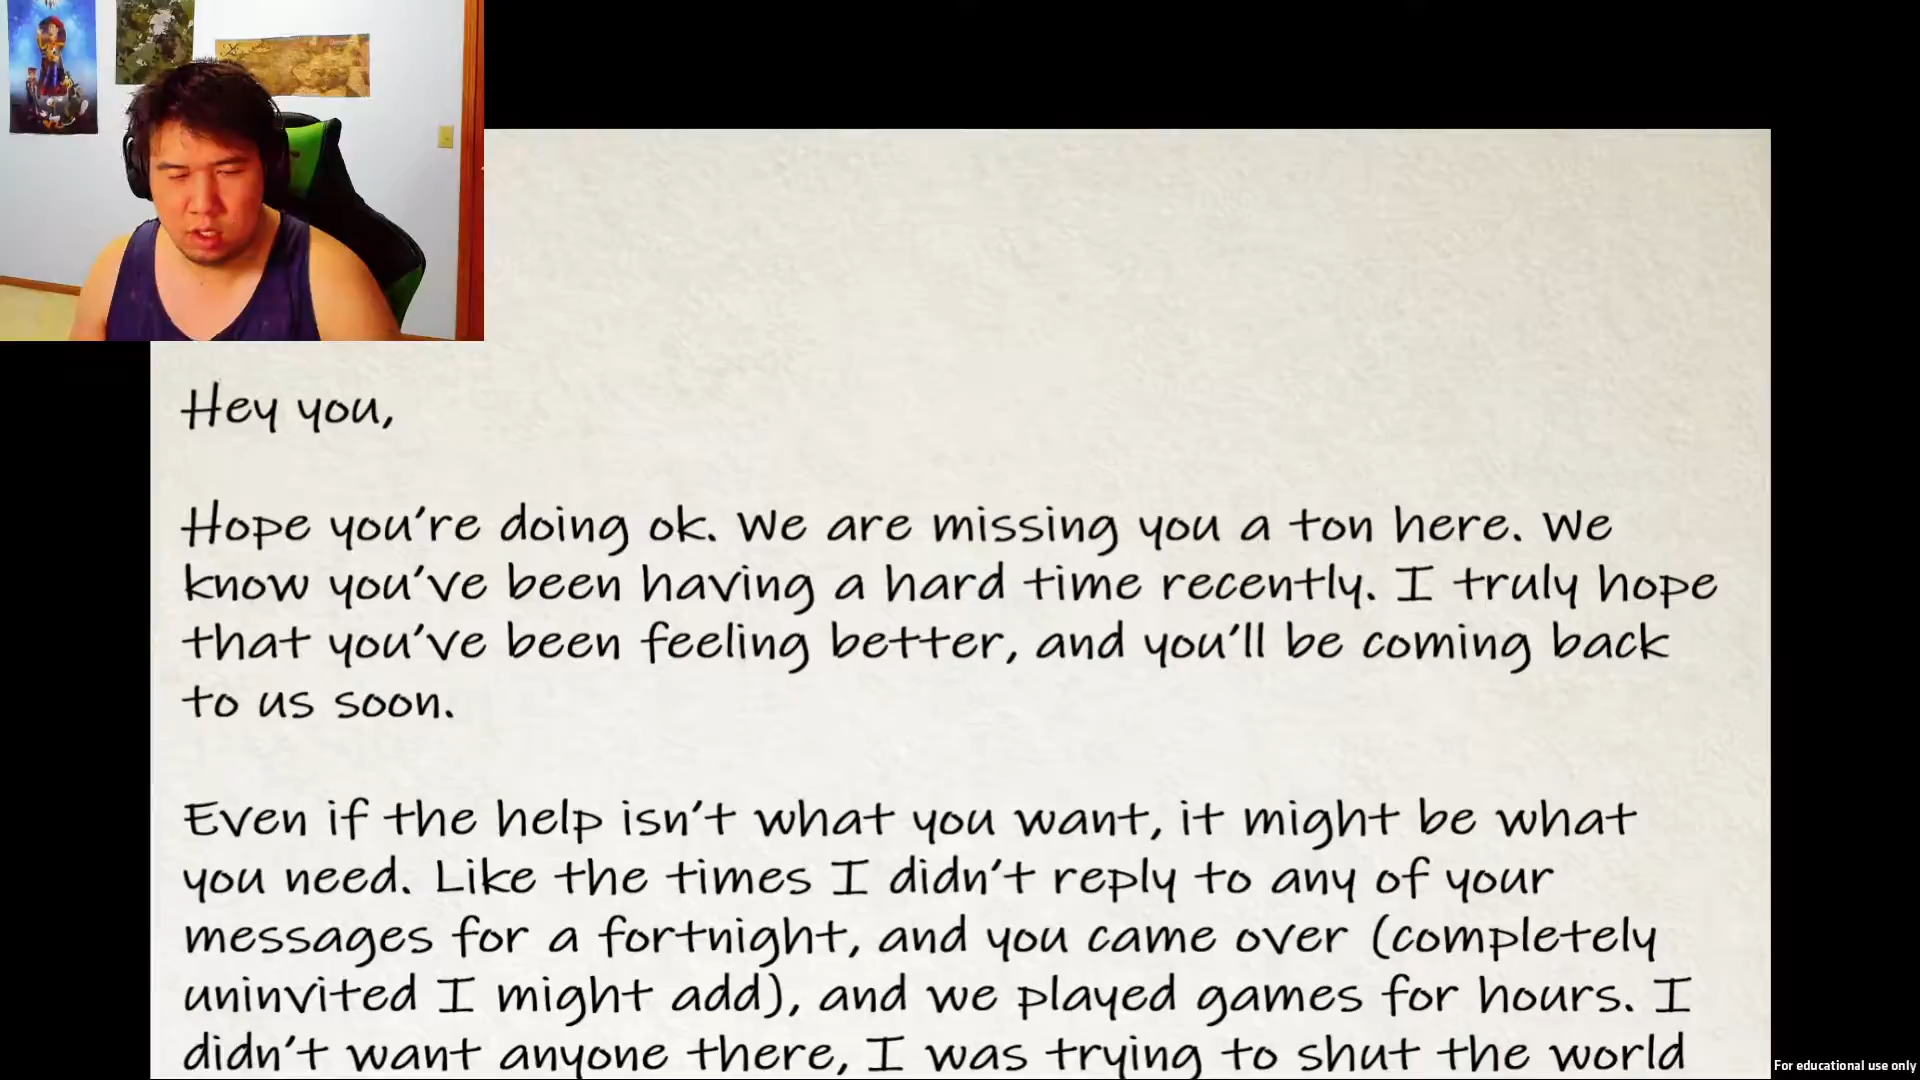 Hey you,
Hope you're doing ok. We are missing you a ton here. We
know you've been having a hard time recently. I truly hope
that you've been feeling better, and you'll be coming back
to us soon.
Even if the help isn't what you want, it might be what
you need. Like the times I didn't reply to any of your
messages for a fortnight, and you came over (completely
uninvited I might add), and we played games for hours. I
didn't want anyone there, I was trying to shut the world
For educational use only